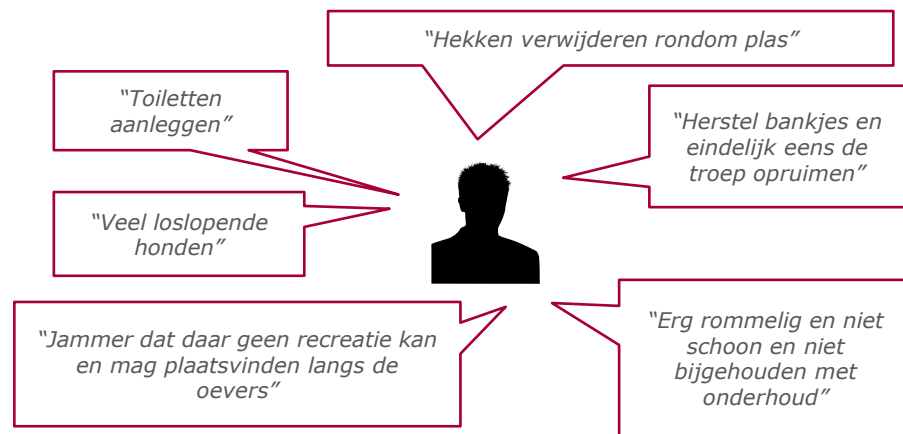 “Hekken verwijderen rondom plas”
“Toiletten
aanleggen”
“Herstel bankjes en
eindelijk eens de
troep opruimen”
“Veel loslopende
honden”
“Jammer dat daar geen recreatie kan
en mag plaatsvinden langs de
oevers”
“Erg rommelig en niet
schoon en niet
bijgehouden met
onderhoud”